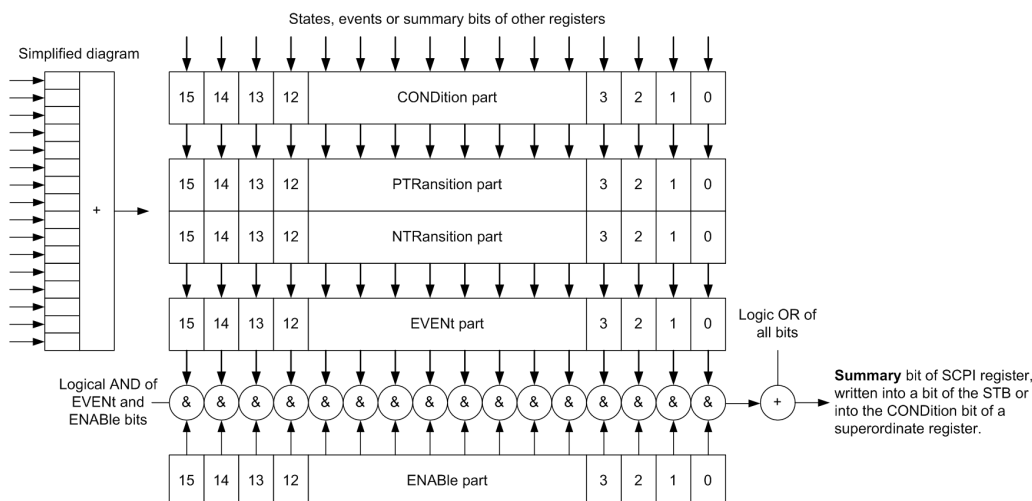 States, events or summary bits of other registers
Simplified diagram
15 14 13 12 CONDition part 3 2 1 0
15 14 13 12 PTRansition part 3 2 1 0
+
15 14 13 12 NTRansition part 3 2 1 0
15 14 13 12 EVENt part 3 2 1 0
Logic OR of
all bits
Logical AND of
EVENt and
ENABle bits
& & & & & & & & & & & & & & & &
+
Summary bit of SCPI register,
written into a bit of the STB or
into the CONDition bit of a
superordinate register.
15 14 13 12 ENABle part 3 2 1 0